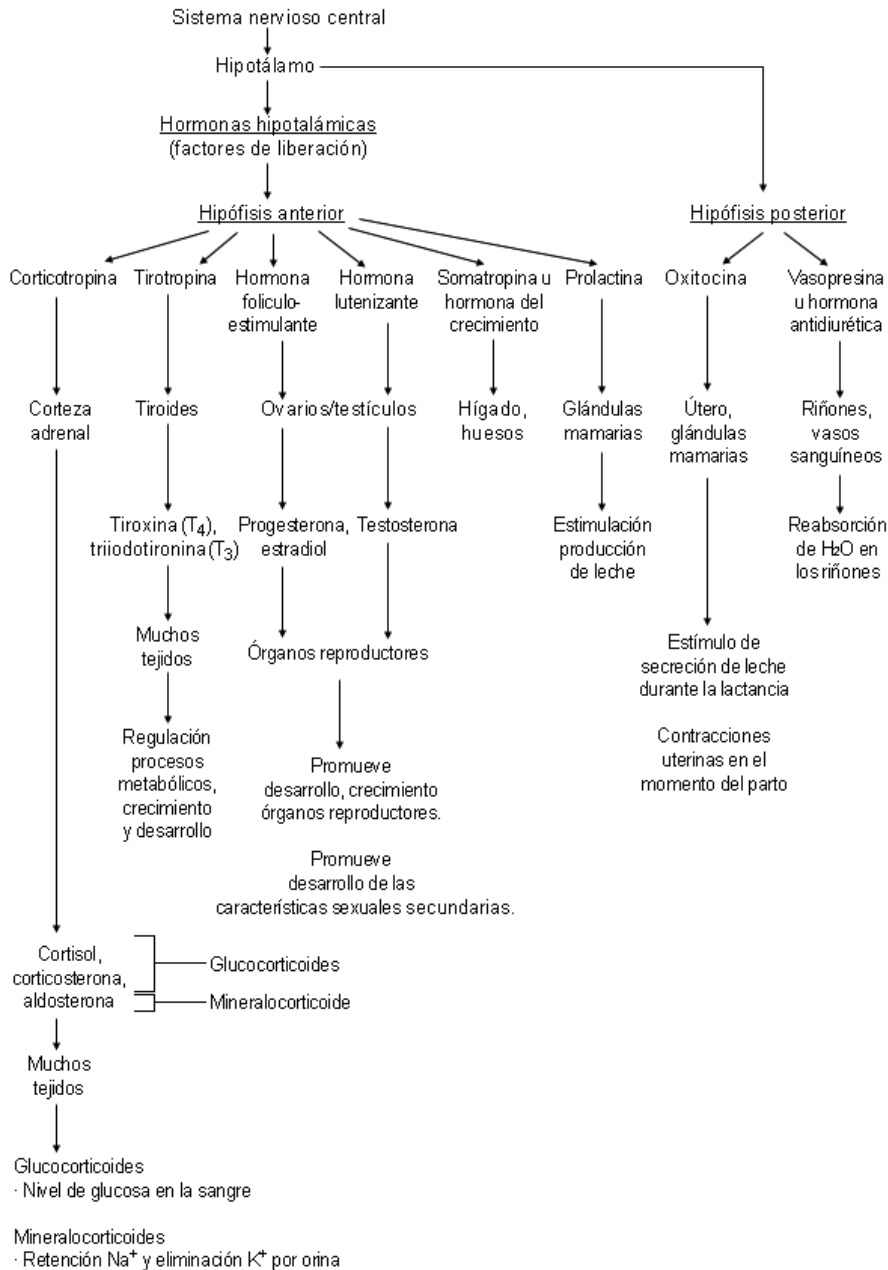 Sistema nervioso central
Hipotálamo
Hormonas hipotalámicas
(factores de liberación)
Hipófisis anterior
Hipófisis posterior
Corticotropina
Tirotropina
Hormona
foliculo-
estimulante
Hormona
lutenizante
Somatropina u
hormona del
crecimiento
Prolactina
Oxitocina
Vasopresina
u hormona
antidiurética
Corteza
adrenal
Tiroides
Ovarios/testículos
Hígado,
huesos
Glándulas
mamarias
Útero,
glándulas
mamarias
Riñones,
vasos
sanguíneos
Tiroxina (T₄),
triiodotironina (T₃)
Progesterona,
estradiol
Testosterona
Estimulación
producción
de leche
Reabsorción
de H₂O en
los riñones
Muchos
tejidos
Órganos reproductores
Estímulo de
secreción de leche
durante la lactancia
Contracciones
uterinas en el
momento del parto
Regulación
procesos
metabólicos,
crecimiento
y desarrollo
Promueve
desarrollo, crecimiento
órganos reproductores.
Promueve
desarrollo de las
características sexuales secundarias.
Cortisol,
corticosterona,
aldosterona
Glucocorticoides
Mineralocorticoide
Muchos
tejidos
Glucocorticoides
· Nivel de glucosa en la sangre
Mineralocorticoides
· Retención Na⁺ y eliminación K⁺ por orina